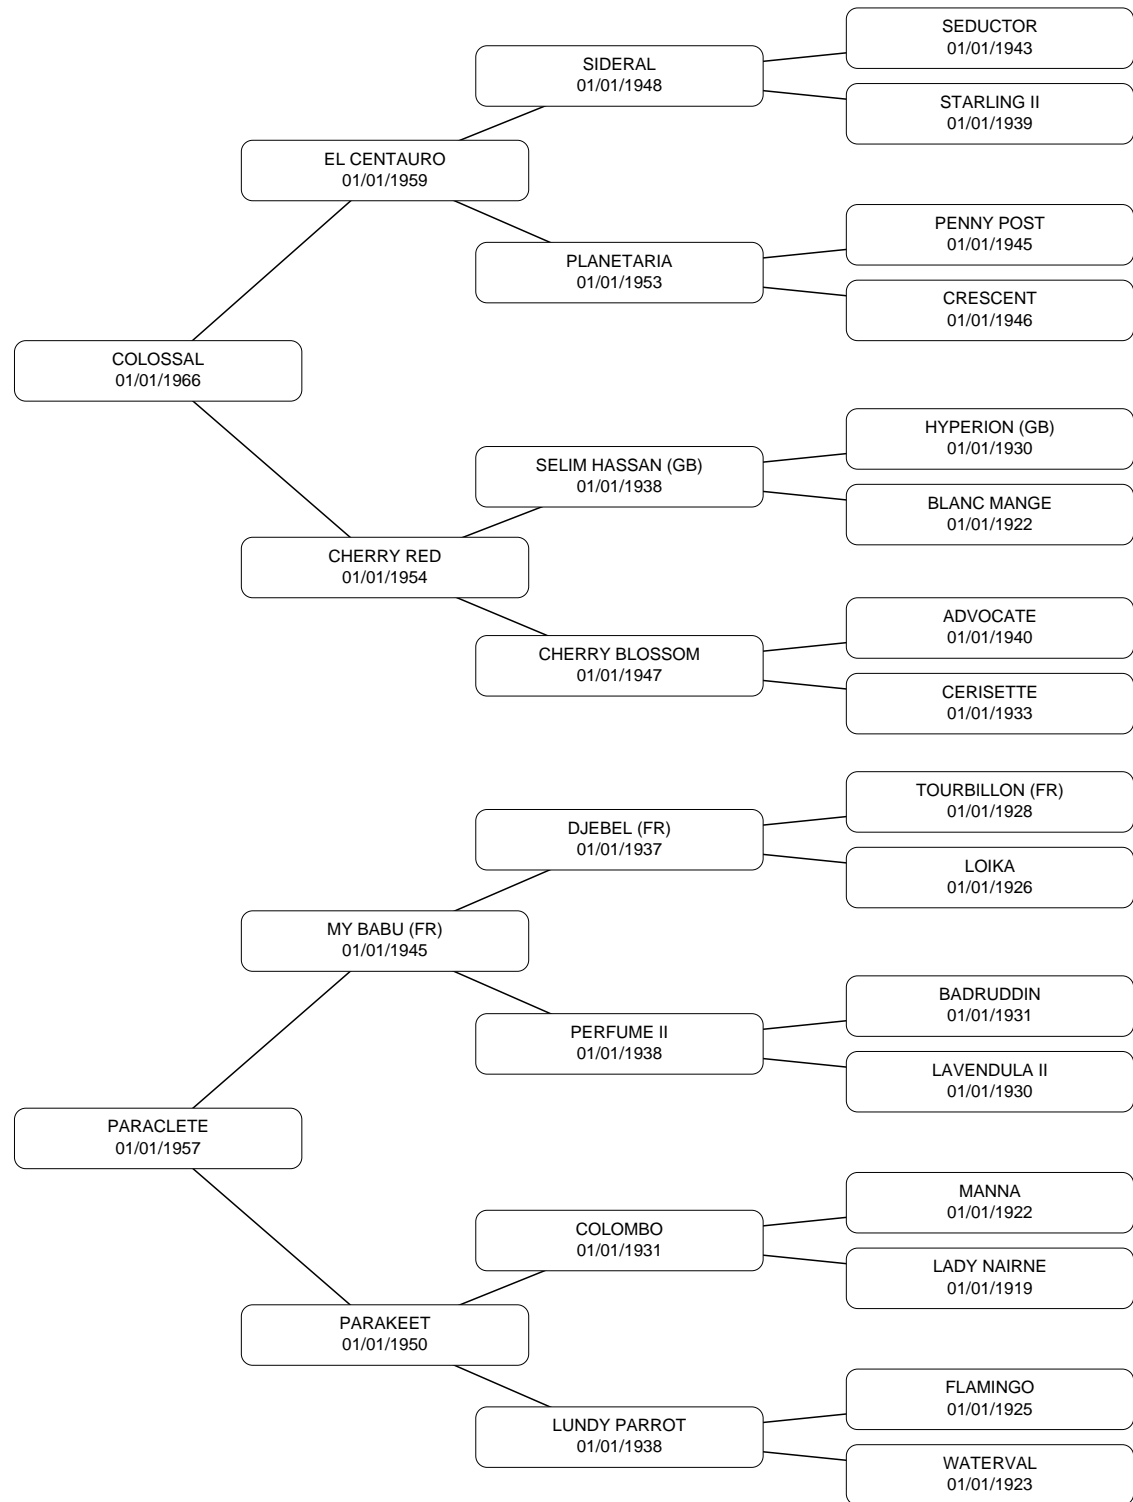 SEDUCTOR
01/01/1943
SIDERAL
01/01/1948
STARLING II
01/01/1939
EL CENTAURO
01/01/1959
PENNY POST
01/01/1945
PLANETARIA
01/01/1953
CRESCENT
01/01/1946
COLOSSAL
01/01/1966
HYPERION (GB)
01/01/1930
SELIM HASSAN (GB)
01/01/1938
BLANC MANGE
01/01/1922
CHERRY RED
01/01/1954
ADVOCATE
01/01/1940
CHERRY BLOSSOM
01/01/1947
CERISETTE
01/01/1933
TOURBILLON (FR)
01/01/1928
DJEBEL (FR)
01/01/1937
LOIKA
01/01/1926
MY BABU (FR)
01/01/1945
BADRUDDIN
01/01/1931
PERFUME II
01/01/1938
LAVENDULA II
01/01/1930
PARACLETE
01/01/1957
MANNA
01/01/1922
COLOMBO
01/01/1931
LADY NAIRNE
01/01/1919
PARAKEET
01/01/1950
FLAMINGO
01/01/1925
LUNDY PARROT
01/01/1938
WATERVAL
01/01/1923